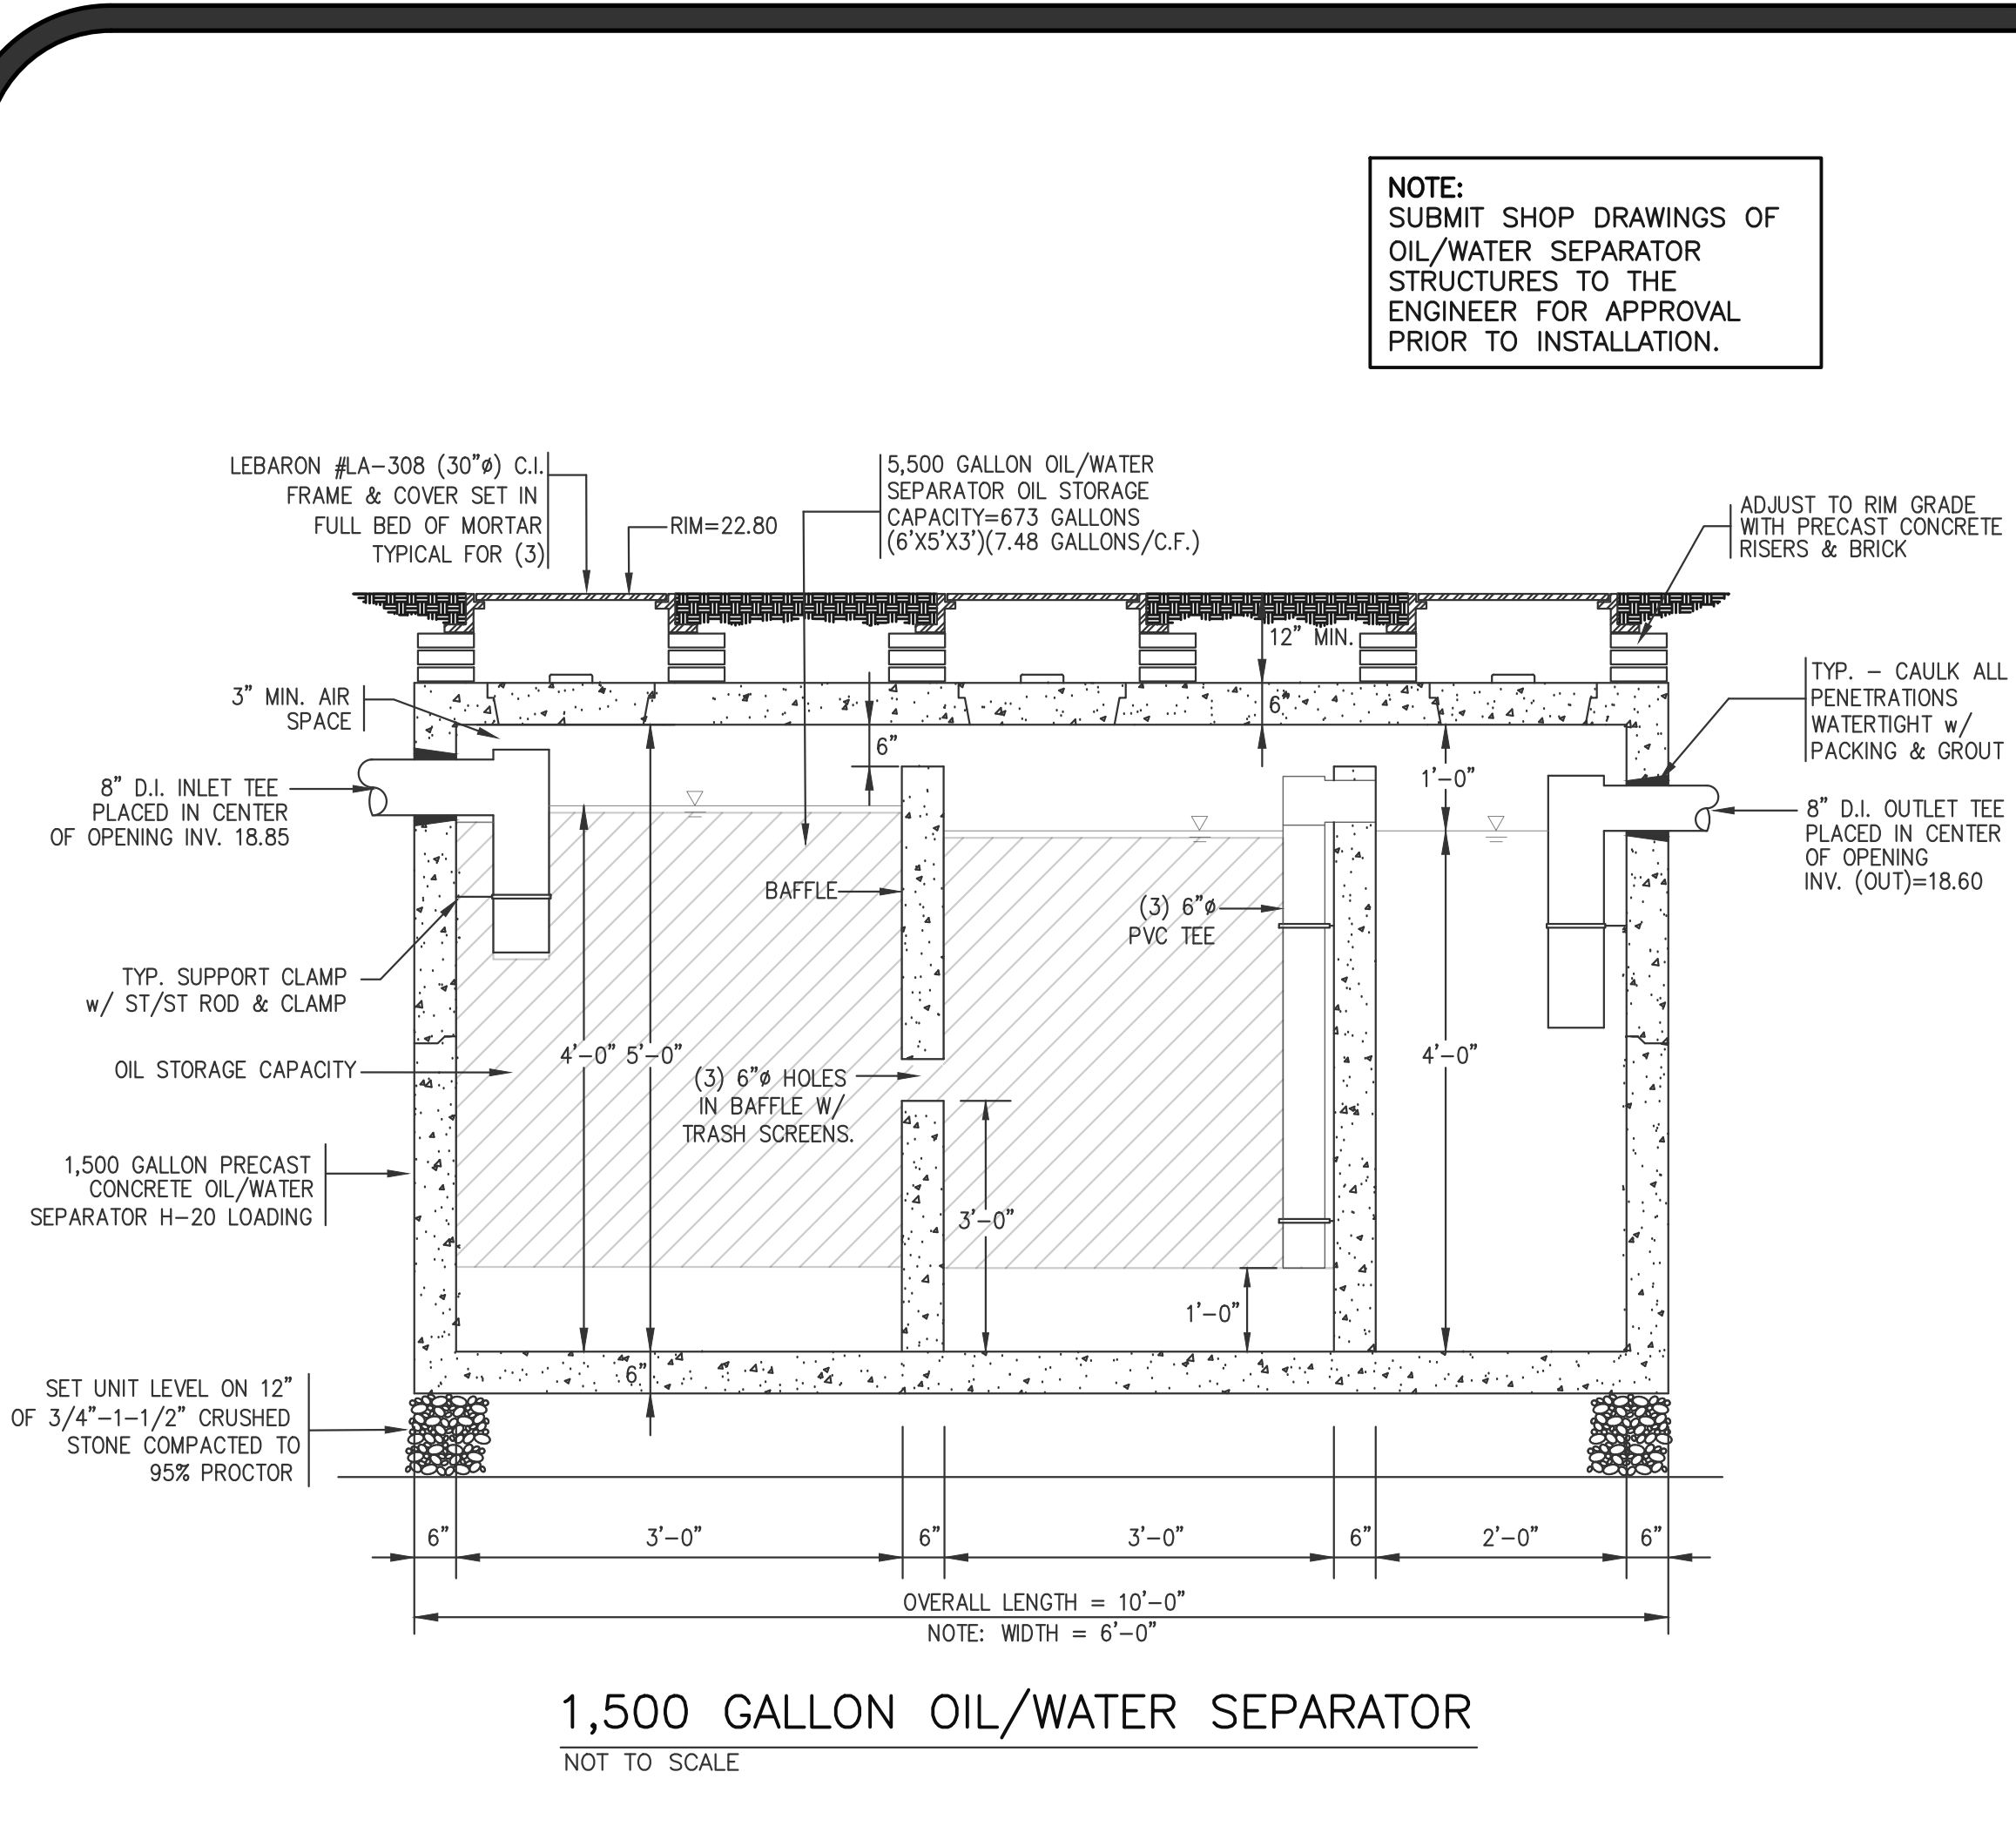 NOTE:
SUBMIT SHOP DRAWINGS OF
OIL/WATER SEPARATOR
STRUCTURES TO THE
ENGINEER FOR APPROVAL
PRIOR TO INSTALLATION.
LEBARON #LA-308 (30"ø) C.I.
FRAME & COVER SET IN
FULL BED OF MORTAR
TYPICAL FOR (3)
RIM=22.80
5,500 GALLON OIL/WATER
SEPARATOR OIL STORAGE
CAPACITY=673 GALLONS
(6'X5'X3')(7.48 GALLONS/C.F.)
ADJUST TO RIM GRADE
WITH PRECAST CONCRETE
RISERS & BRICK
12" MIN.
6"
3" MIN. AIR
SPACE
6"
1'-0"
TYP. - CAULK ALL
PENETRATIONS
WATERTIGHT w/
PACKING & GROUT
8" D.I. INLET TEE
PLACED IN CENTER
OF OPENING INV. 18.85
8" D.I. OUTLET TEE
PLACED IN CENTER
OF OPENING
INV. (OUT)=18.60
BAFFLE
(3) 6"ø
PVC TEE
TYP. SUPPORT CLAMP
w/ ST/ST ROD & CLAMP
4'-0"
5'-0"
4'-0"
OIL STORAGE CAPACITY
(3) 6"ø HOLES
IN BAFFLE W/
TRASH SCREENS.
1,500 GALLON PRECAST
CONCRETE OIL/WATER
SEPARATOR H-20 LOADING
3'-0"
1'-0"
6"
SET UNIT LEVEL ON 12"
OF 3/4"-1-1/2" CRUSHED
STONE COMPACTED TO
95% PROCTOR
6" 3'-0" 6" 3'-0" 6" 2'-0" 6"
OVERALL LENGTH = 10'-0"
NOTE: WIDTH = 6'-0"
1,500 GALLON OIL/WATER SEPARATOR
NOT TO SCALE